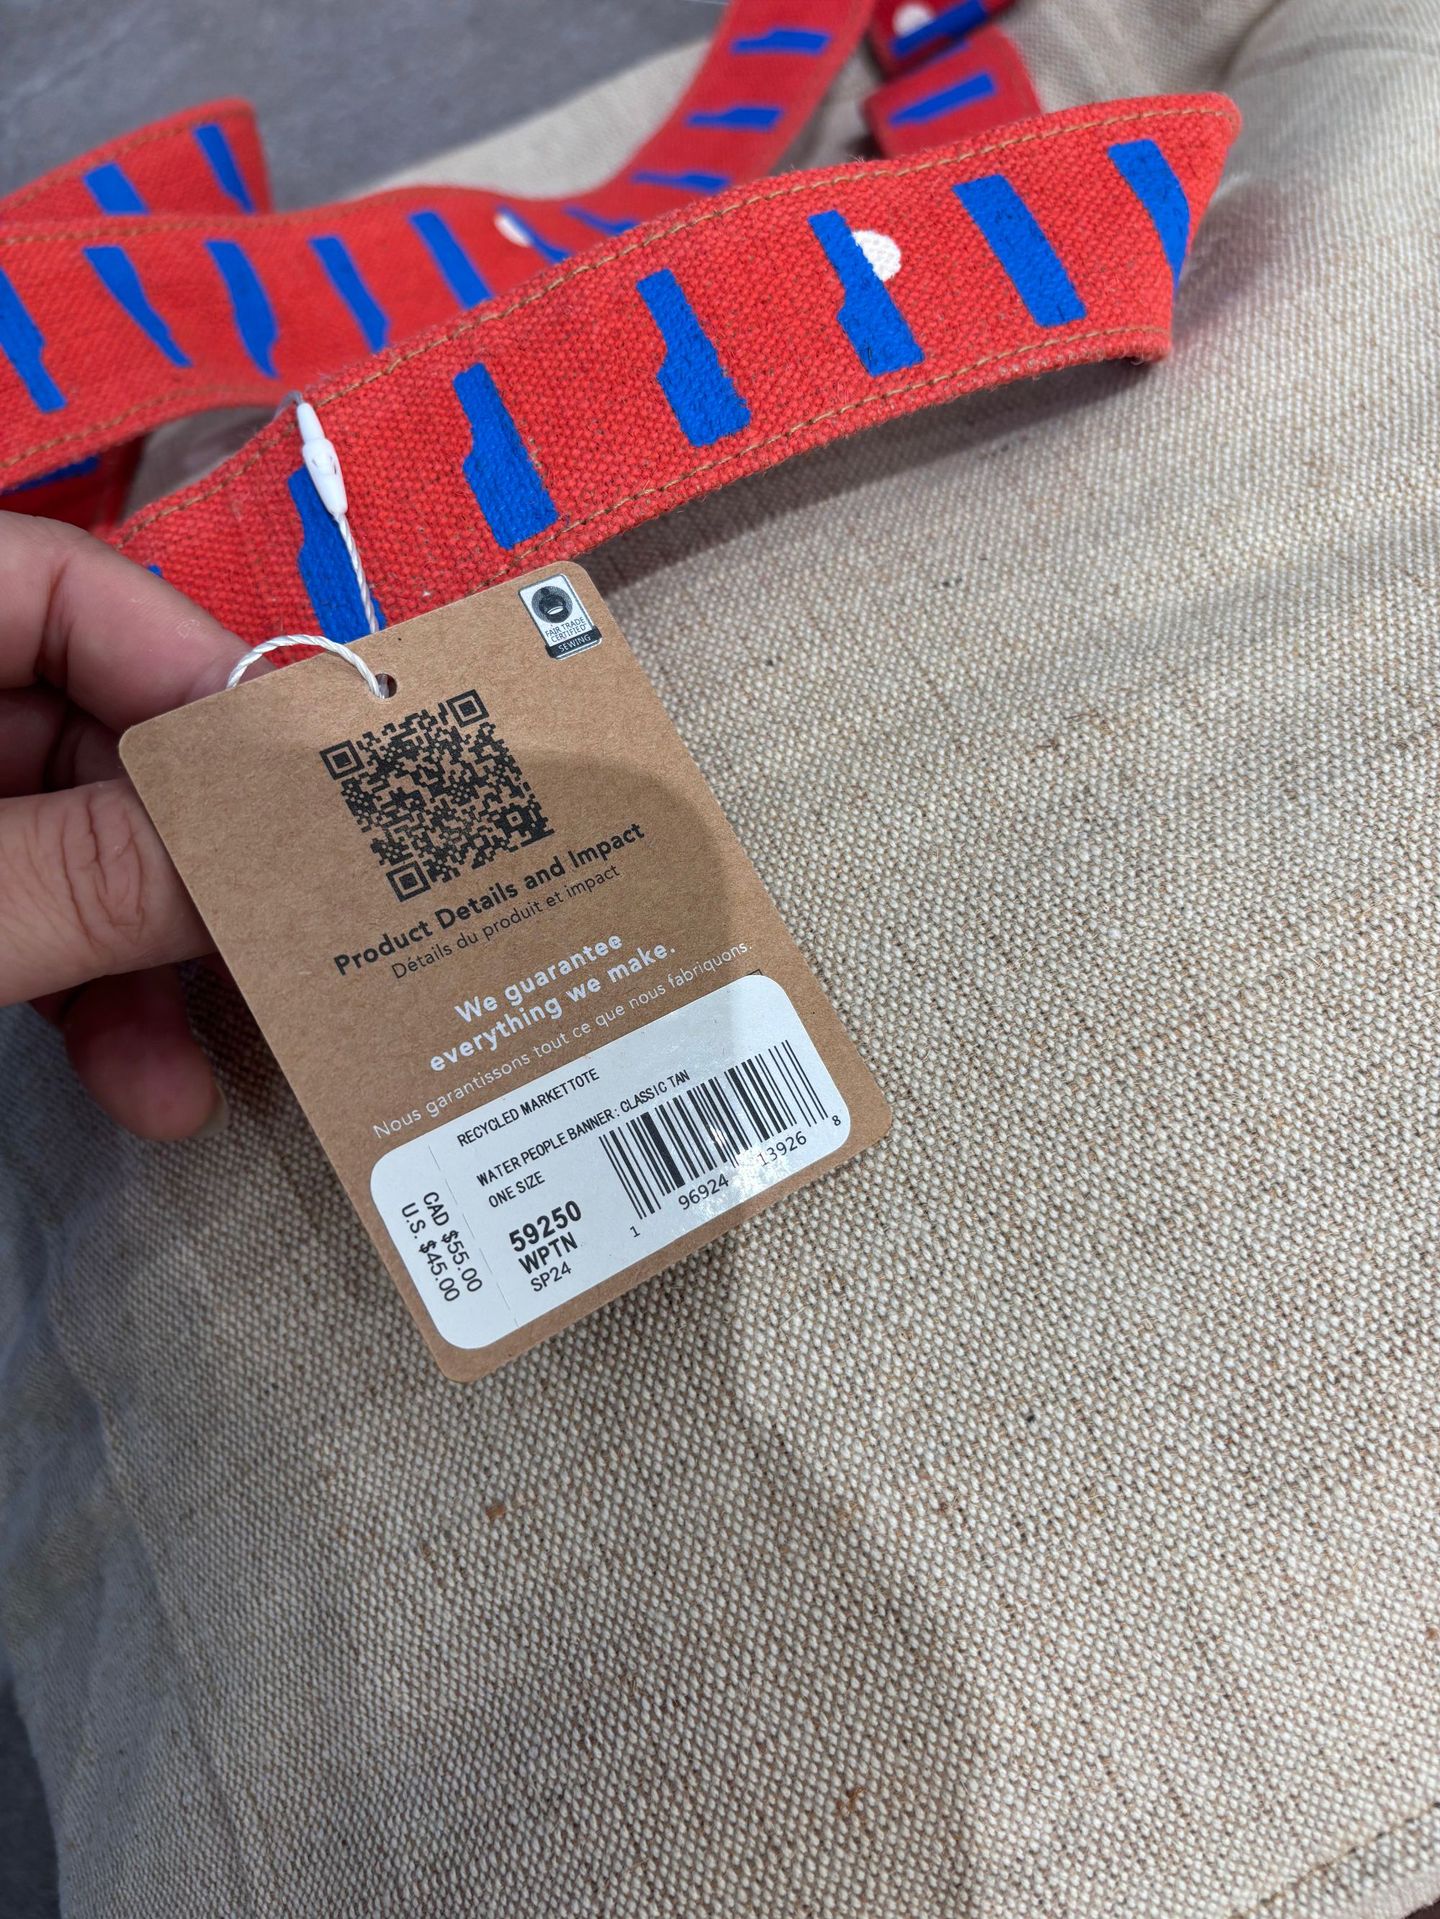 FAIR TRADE
CERTIFIED
SEWING
Product Details and Impact
Détails du produit et impact
We guarantee
everything we make.
Nous garantissons tout ce que nous fabriquons.
RECYCLED MARKET TOTE
WATER PEOPLE BANNER: CLASSIC TAN
ONE SIZE
59250
WPTN
SP24
1 96924 13926 8
CAD $55.00
U.S. $45.00